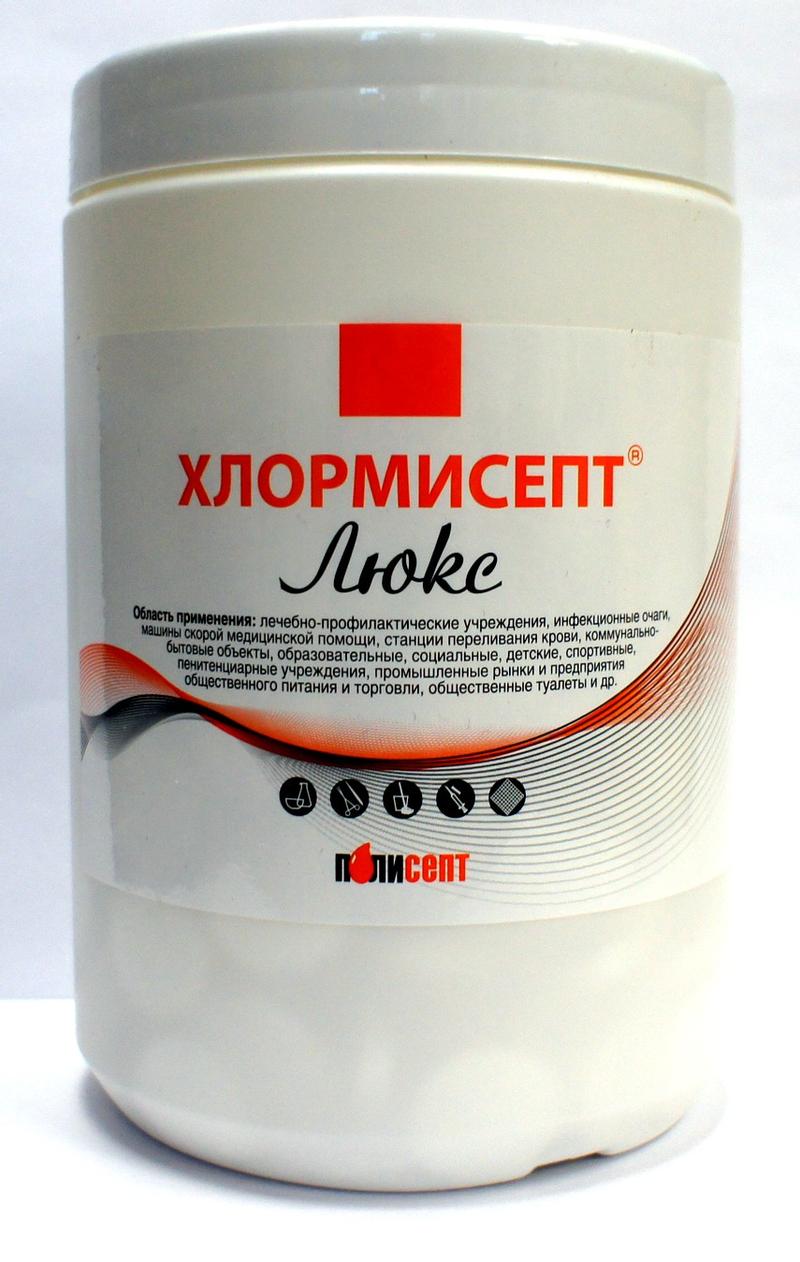 ХЛОРМИСЕПТ®
Люкс
Область применения: лечебно-профилактические учреждения, инфекционные очаги,
машины скорой медицинской помощи, станции переливания крови, коммунально-
бытовые объекты, образовательные, социальные, детские, спортивные,
пенитенциарные учреждения, промышленные рынки и предприятия
общественного питания и торговли, общественные туалеты и др.
полисепт